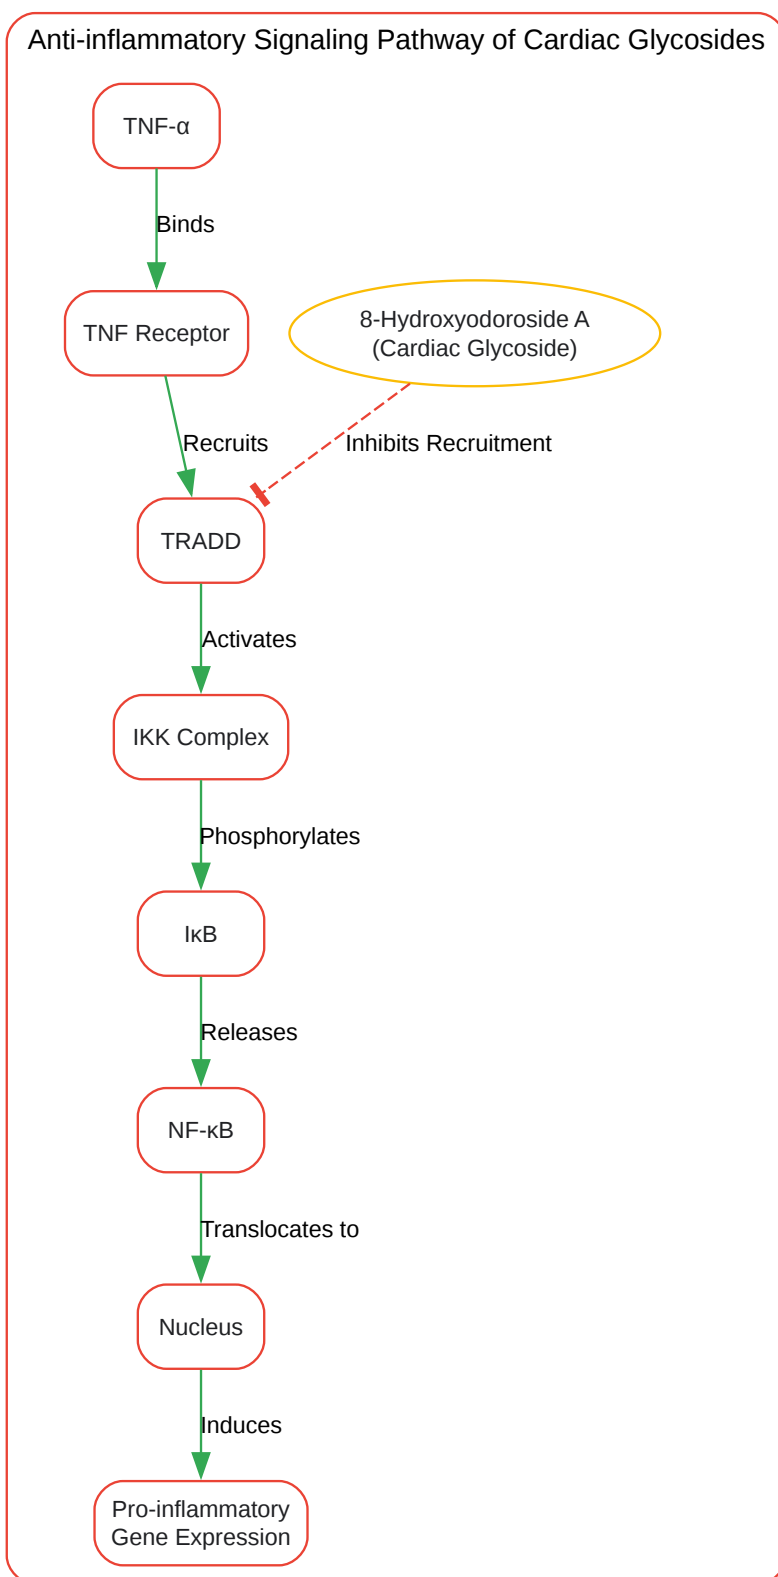 Anti-inflammatory Signaling Pathway of Cardiac Glycosides
TNF-α
Binds
TNF Receptor
8-Hydroxyodoroside A
(Cardiac Glycoside)
Recruits
Inhibits Recruitment
TRADD
Activates
IKK Complex
Phosphorylates
IκB
Releases
NF-κB
Translocates to
Nucleus
Induces
Pro-inflammatory
Gene Expression